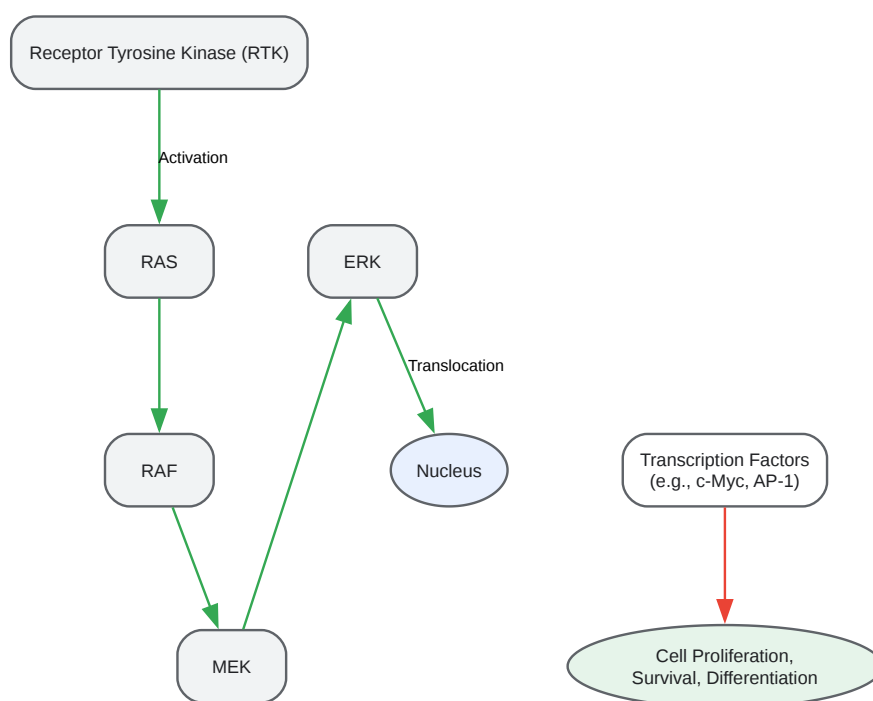 Receptor Tyrosine Kinase (RTK)
Activation
RAS
ERK
Translocation
RAF
Nucleus
Transcription Factors
(e.g., c-Myc, AP-1)
MEK
Cell Proliferation,
Survival, Differentiation